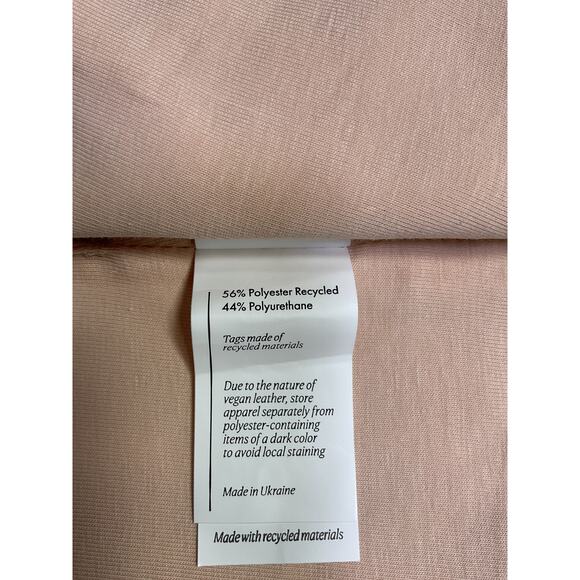 56% Polyester Recycled
44% Polyurethane
Tags made of
recycled materials
Due to the nature of
vegan leather, store
apparel separately from
polyester-containing
items of a dark color
to avoid local staining
Made in Ukraine
Made with recycled materials